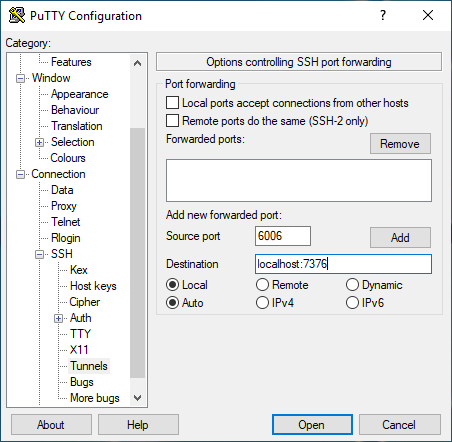 PuTTY Configuration
?
Category:
Features
Window
Appearance
Behaviour
Translation
Selection
Colours
Connection
Data
Proxy
Telnet
Rlogin
SSH
Kex
Host keys
Cipher
Auth
TTY
X11
Tunnels
Bugs
More bugs
Options controlling SSH port forwarding
Port forwarding
Local ports accept connections from other hosts
Remote ports do the same (SSH-2 only)
Forwarded ports:
Remove
Add new forwarded port:
Source port 6006 Add
Destination localhost:7376
Local Remote Dynamic
Auto IPv4 IPv6
About Help Open Cancel